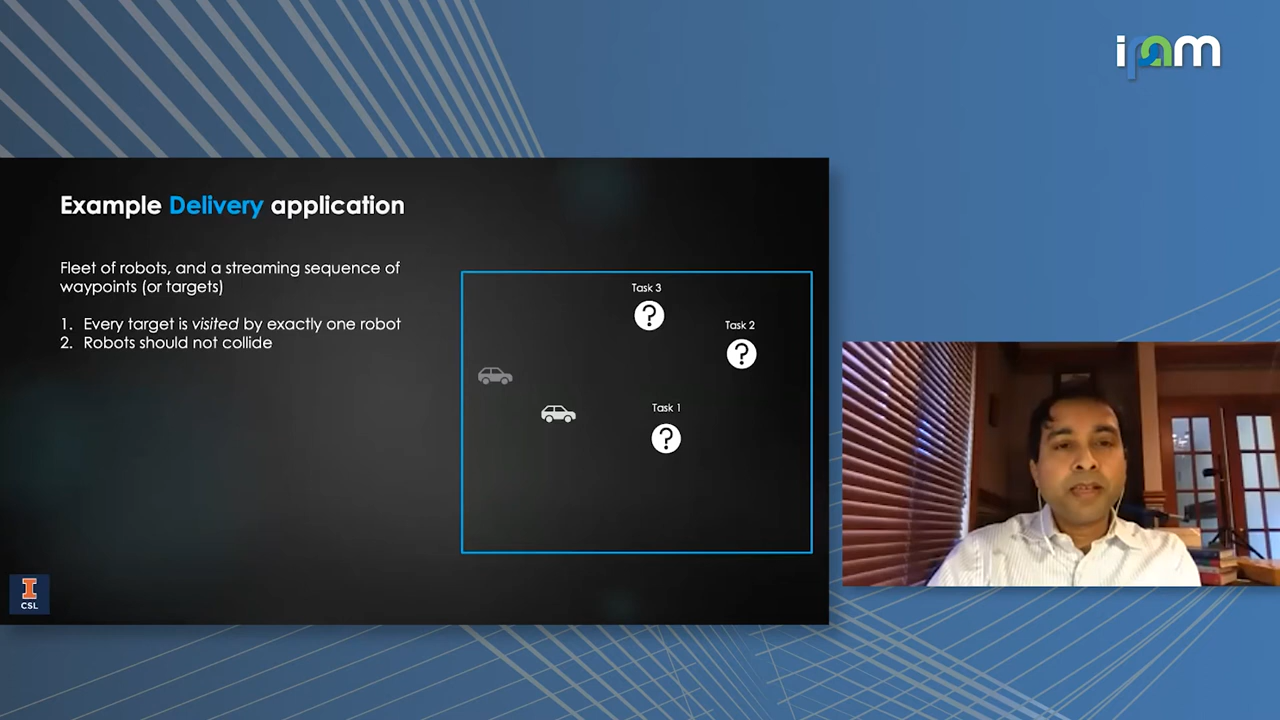 ipam
Example Delivery application
Fleet of robots, and a streaming sequence of
waypoints (or targets)
1. Every target is visited by exactly one robot
2. Robots should not collide
Task 3
?
Task 2
?
Task 1
?
I
CSL